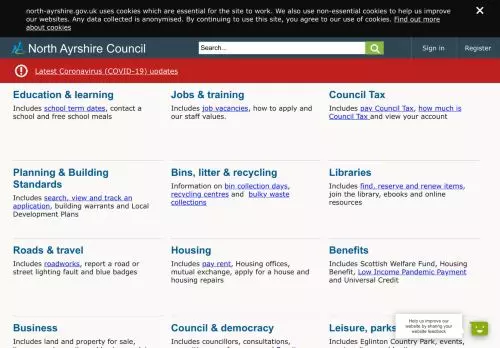 north-ayrshire.gov.uk uses cookies which are essential for the site to work. We also use non-essential cookies to help us improve
our websites. Any data collected is anonymised. By continuing to use this site, you agree to our use of cookies. Find out more
about cookies
North Ayrshire Council
Search...
Sign in
Register
Latest Coronavirus (COVID-19) updates
Education & learning
Includes school term dates, contact a
school and free school meals
Jobs & training
Includes job vacancies, how to apply and
our staff values.
Council Tax
Includes pay Council Tax, how much is
Council Tax and view your account
Planning & Building
Standards
Includes search, view and track an
application, building warrants and Local
Development Plans
Bins, litter & recycling
Information on bin collection days,
recycling centres and bulky waste
collections
Libraries
Includes find, reserve and renew items,
join the library, ebooks and online
resources
Roads & travel
Includes roadworks, report a road or
street lighting fault and blue badges
Housing
Includes pay rent, Housing offices,
mutual exchange, apply for a house and
housing repairs
Benefits
Includes Scottish Welfare Fund, Housing
Benefit, Low Income Pandemic Payment
and Universal Credit
Business
Includes land and property for sale,
Council & democracy
Includes councillors, consultations,
Leisure, parks
Includes Eglinton Country Park, events,
Help us improve our
website by sharing your
website feedback